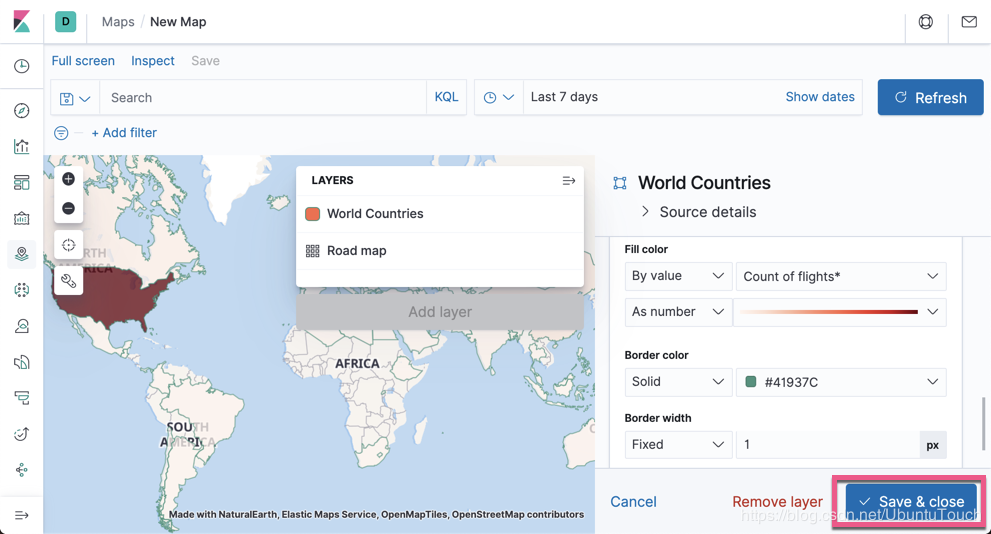 D Maps / New Map
Full screen Inspect Save
Search KQL Last 7 days Show dates Refresh
+ Add filter
LAYERS
World Countries
Road map
Add layer
NORTH
AMERICA
AFRICA
SOUTH
AMERICA
Made with NaturalEarth, Elastic Maps Service, OpenMapTiles, OpenStreetMap contributors
World Countries
Source details
Fill color
By value Count of flights*
As number
Border color
Solid #41937C
Border width
Fixed 1 px
Cancel Remove layer Save & close
https://blog.csdn.net/UbuntuTouch